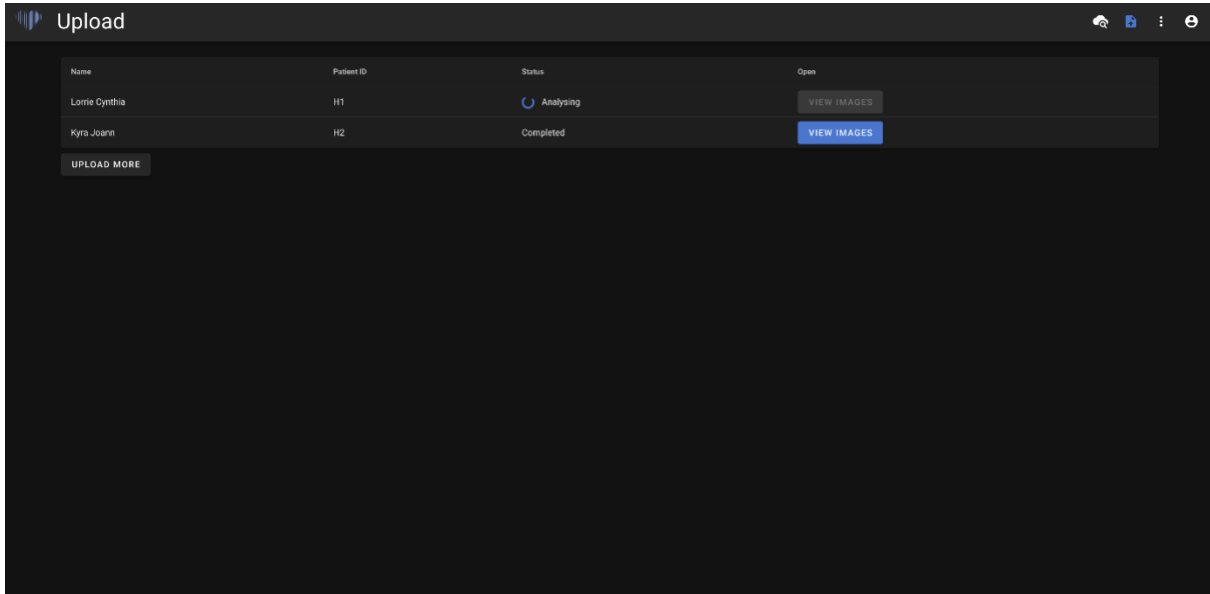 Upload
Name Patient ID Status Open
Lorrie Cynthia H1 Analysing VIEW IMAGES
Kyra Joann H2 Completed VIEW IMAGES
UPLOAD MORE